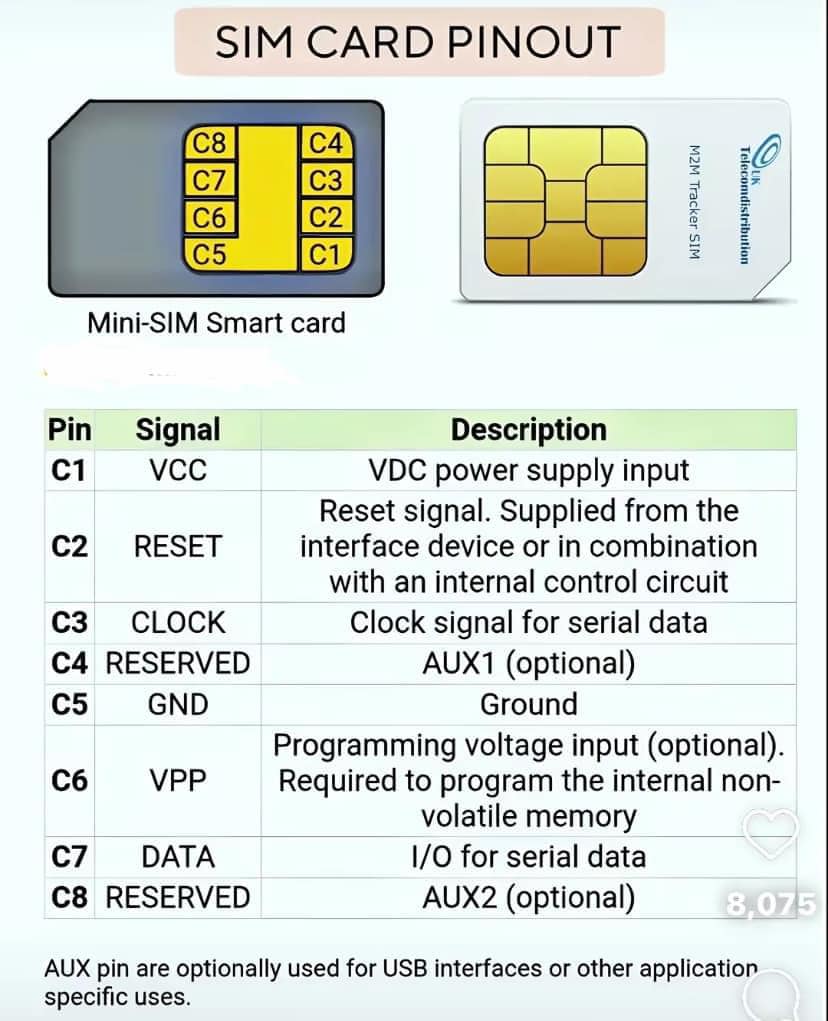 SIM CARD PINOUT
C8 C4
C7 C3
C6 C2
C5 C1
Mini-SIM Smart card
M2M Tracker SIM
UK
Telecomdistribution
Pin Signal Description
C1 VCC VDC power supply input
C2 RESET Reset signal. Supplied from the
interface device or in combination
with an internal control circuit
C3 CLOCK Clock signal for serial data
C4 RESERVED AUX1 (optional)
C5 GND Ground
C6 VPP Programming voltage input (optional).
Required to program the internal non-
volatile memory
C7 DATA I/O for serial data
C8 RESERVED AUX2 (optional)
8,075
AUX pin are optionally used for USB interfaces or other application
specific uses.